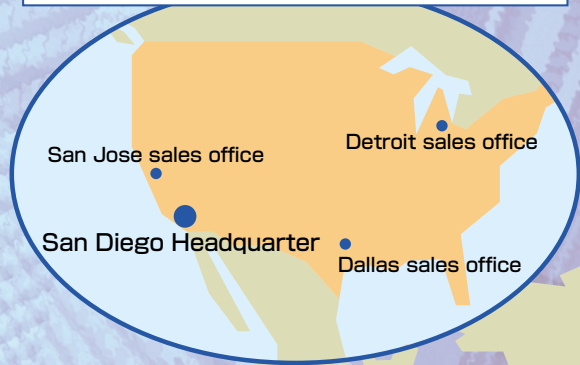 San Jose sales office
Detroit sales office
San Diego Headquarter
Dallas sales office